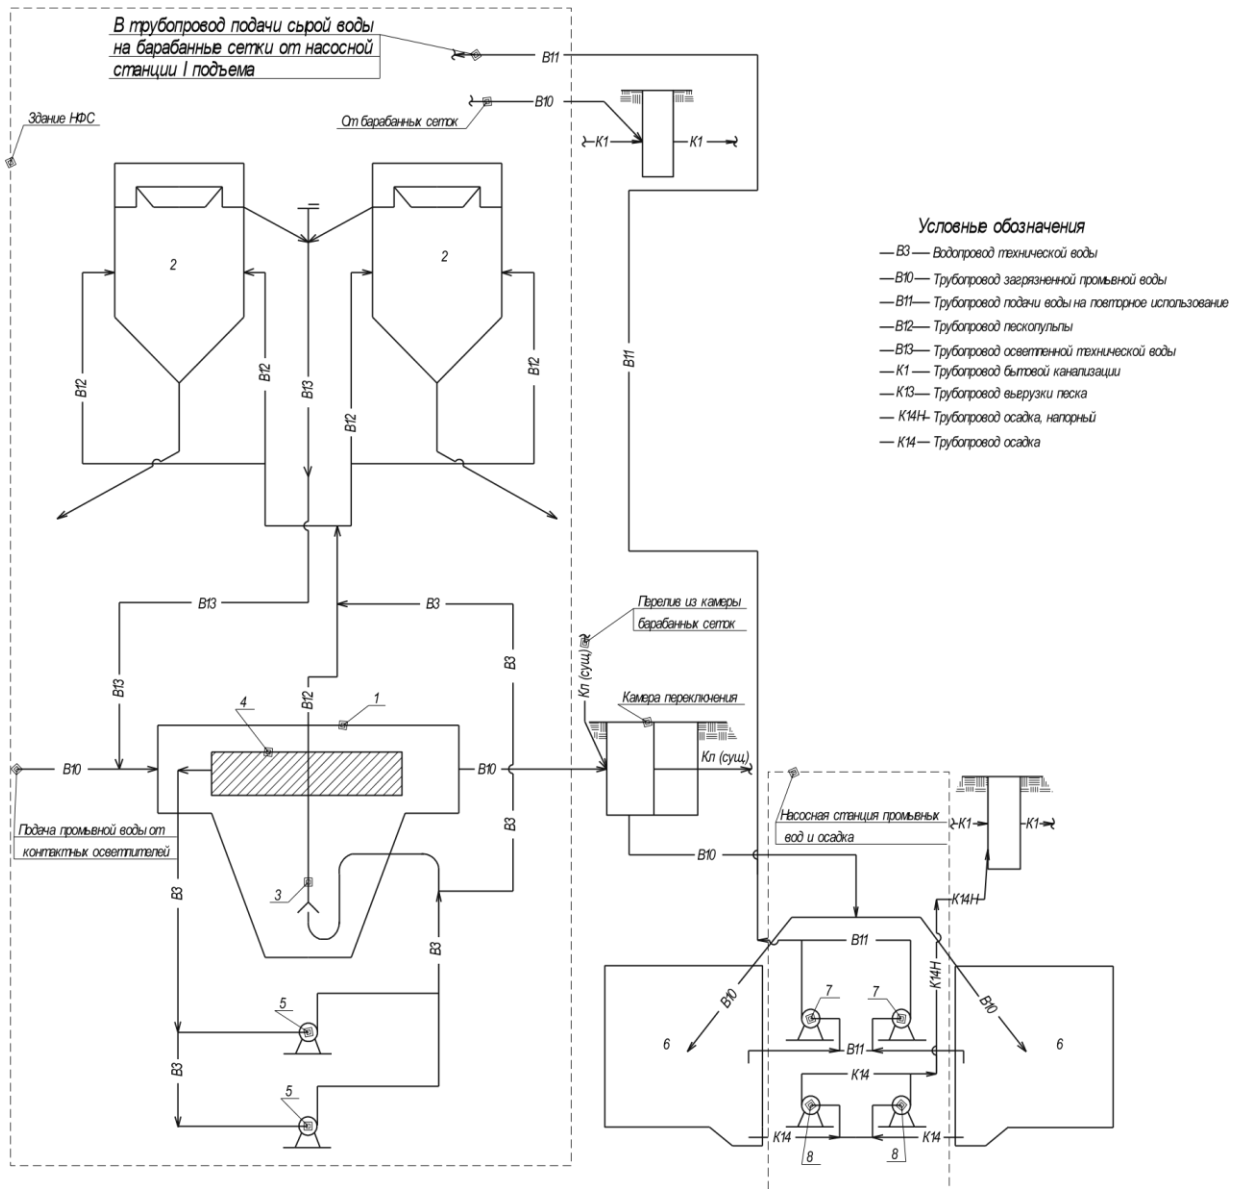 В трубопровод подачи сырой воды
на барабанные сетки от насосной
станции I подъема
В11
В10
От барабанных сеток
К1
К1
Здание НФС
2
2
Условные обозначения
В3 Водопровод технической воды
В10 Трубопровод загрязненной промывной воды
В11 Трубопровод подачи воды на повторное использование
В12 Трубопровод пескопульпы
В13 Трубопровод осветленной технической воды
К1 Трубопровод бытовой канализации
К13 Трубопровод выгрузки песка
К14Н Трубопровод осадка, напорный
К14 Трубопровод осадка
В12
В12
В13
В12
В12
В11
В13
В3
В3
Перелив из камеры
барабанных сеток
Кл (сущ.)
Камера переключения
В13
В12
4
1
Кл (сущ.)
В10
В10
Подача промывной воды от
контактных осветлителей
Насосная станция промывных
вод и осадка
К1
К1
В3
В3
В10
3
К14Н
В3
В11
К14Н
В10
В10
5
7
7
6
6
В11
В3
К14
5
К14
К14
8
8